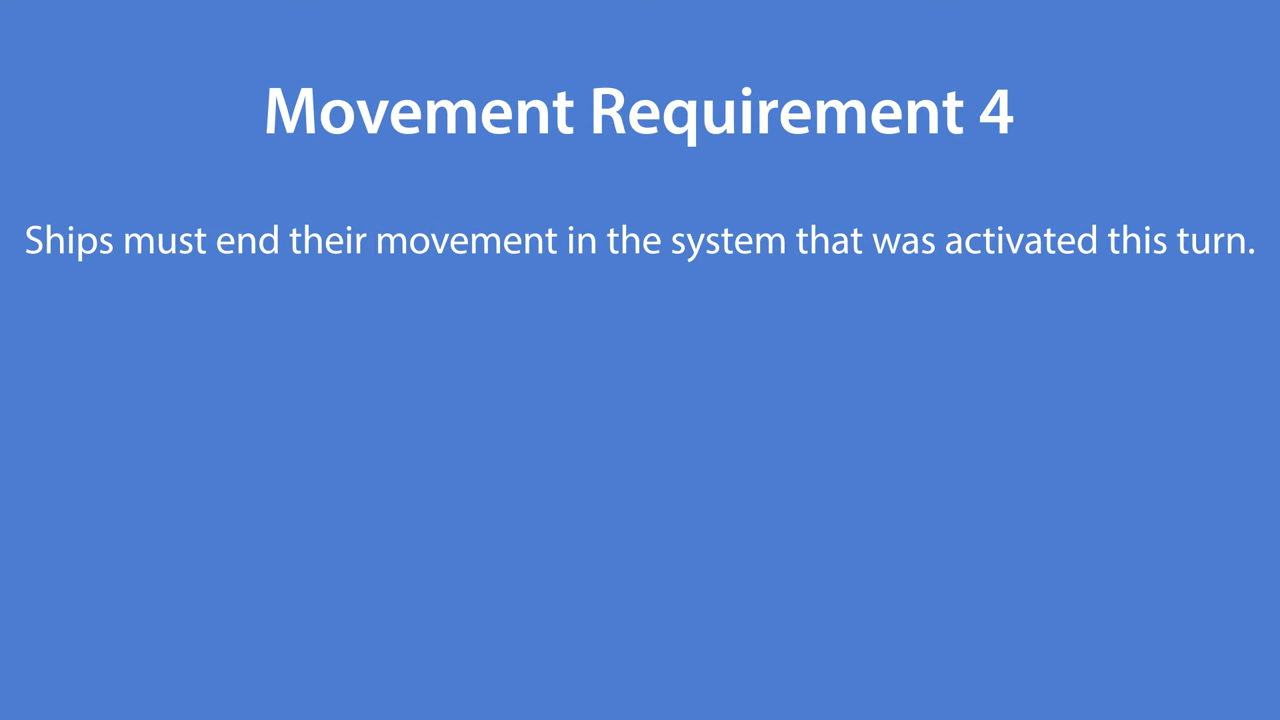 Movement Requirement 4
Ships must end their movement in the system that was activated this turn.